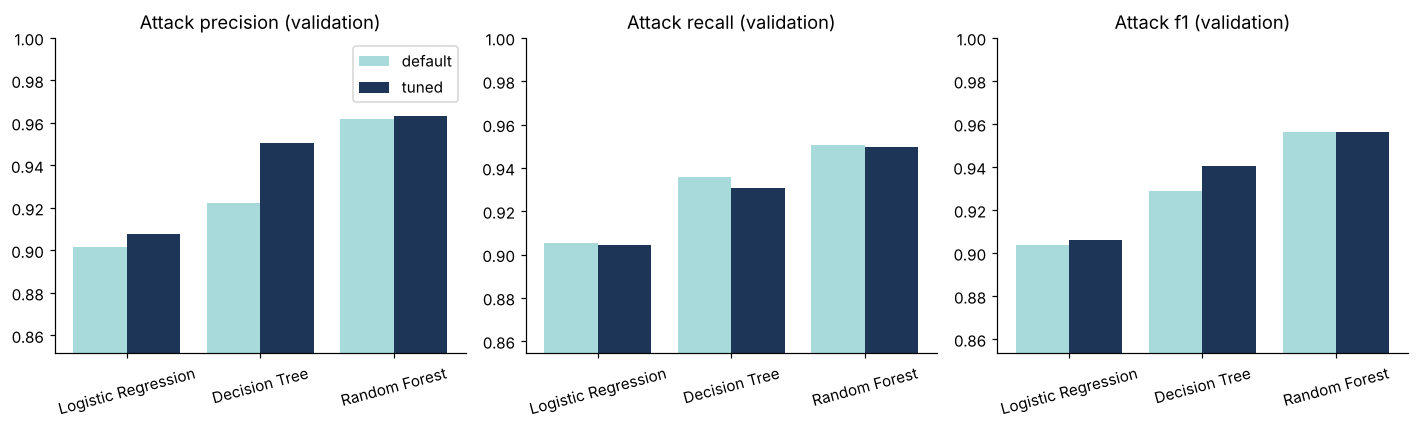 Attack precision (validation)
1.00
0.98
0.96
0.94
0.92
0.90
0.88
0.86
default
tuned
Logistic Regression
Decision Tree
Random Forest
Attack recall (validation)
1.00
0.98
0.96
0.94
0.92
0.90
0.88
0.86
Logistic Regression
Decision Tree
Random Forest
Attack f1 (validation)
1.00
0.98
0.96
0.94
0.92
0.90
0.88
0.86
Logistic Regression
Decision Tree
Random Forest